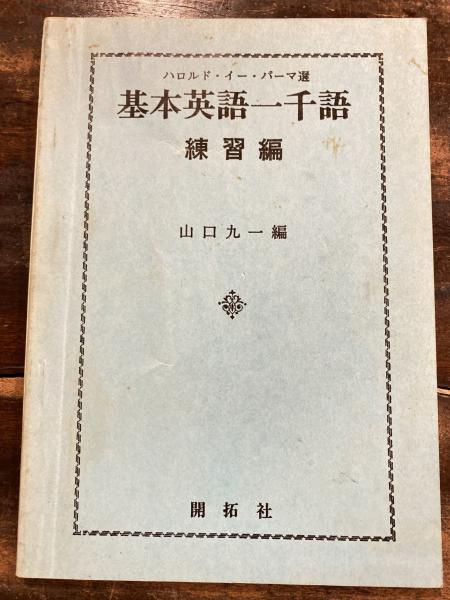 ハロルド・イー・パーマ選
基本英語一千語
練習編
山口九一編
開拓社